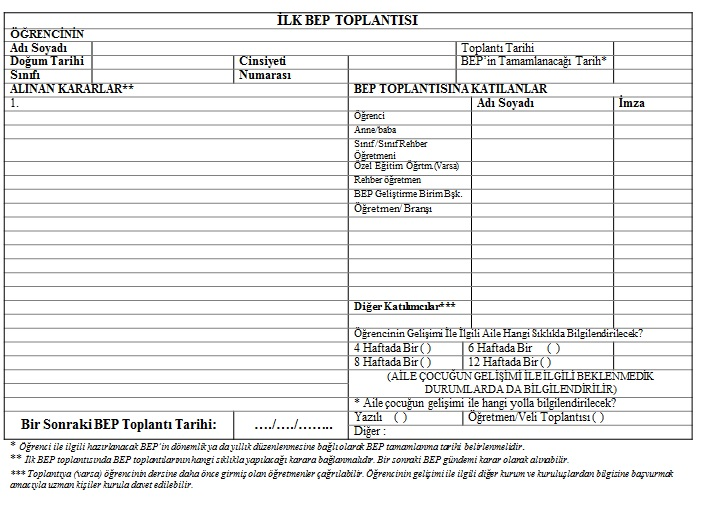 İLK BEP TOPLANTISI
ÖĞRENCİNİN
Adı Soyadı Toplantı Tarihi
Doğum Tarihi Cinsiyeti BEP'in Tamamlanacağı Tarih*
Sınıfı Numarası
ALINAN KARARLAR** BEP TOPLANTISINA KATILANLAR
1. Adı Soyadı İmza
Öğrenci
Anne/baba
Sınıf /Sınıf Rehber
Öğretmeni
Özel Eğitim Öğrtm.(Varsa)
Rehber öğretmen
BEP Geliştirme Birim Bşk.
Öğretmen/ Branşı
Diğer Katılımcılar***
Öğrencinin Gelişimi İle İlgili Aile Hangi Sıklıkla Bilgilendirilecek?
4 Haftada Bir ( ) 6 Haftada Bir ( )
8 Haftada Bir ( ) 12 Haftada Bir ( )
(AİLE ÇOCUĞUN GELİŞİMİ İLE İLGİLİ BEKLENMEDİK
DURUMLARDA DA BİLGİLENDİRİLİR)
* Aile çocuğun gelişimi ile hangi yolla bilgilendirilecek?
Bir Sonraki BEP Toplantı Tarihi: …./…./…….. Yazılı ( ) Öğretmen/Veli Toplantısı ( )
Diğer :
* Öğrenci ile ilgili hazırlanacak BEP'in dönemlik ya da yıllık düzenlenmesine bağlı olarak BEP tamamlanma tarihi belirlenmelidir.
** İlk BEP toplantısında BEP toplantılarının hangi sıklıkla yapılacağı karara bağlanmalıdır. Bir sonraki BEP gündemi karar olarak alınabilir.
*** Toplantıya (varsa) öğrencinin dersine daha önce girmiş olan öğretmenler çağrılabilir. Öğrencinin gelişimi ile ilgili diğer kurum ve kuruluşlardan bilgisine başvurmak
amacıyla uzman kişiler kurula davet edilebilir.